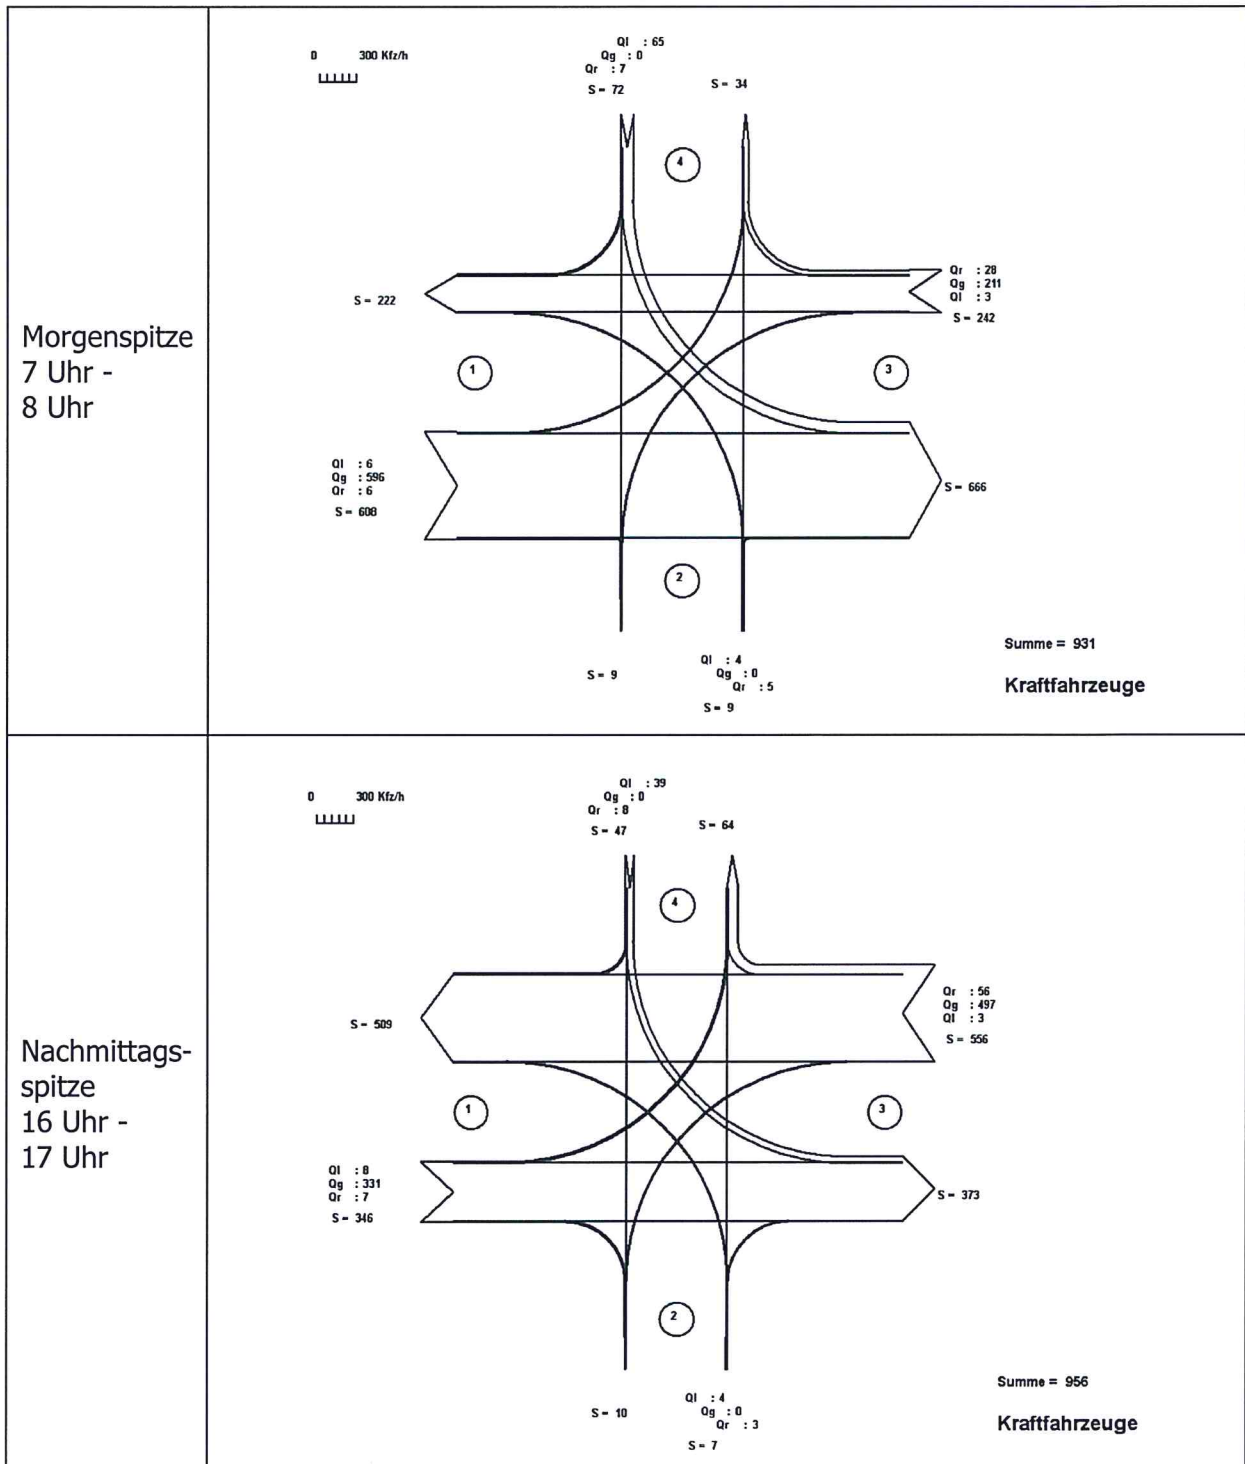 Morgenspitze
7 Uhr -
8 Uhr
0 300 Kfz/h
Ql : 65
Qg : 0
Qr : 7
S = 72
S = 34
4
Qr : 28
Qg : 211
Ql : 3
S = 242
S = 222
1
3
Ql : 6
Qg : 596
Qr : 6
S = 608
S = 666
2
S = 9
Ql : 4
Qg : 0
Qr : 5
S = 9
Summe = 931
Kraftfahrzeuge
Nachmittags-
spitze
16 Uhr -
17 Uhr
0 300 Kfz/h
Ql : 39
Qg : 0
Qr : 8
S = 47
S = 64
4
Qr : 56
Qg : 497
Ql : 3
S = 556
S = 509
1
3
Ql : 8
Qg : 331
Qr : 7
S = 346
S = 373
2
S = 10
Ql : 4
Qg : 0
Qr : 3
S = 7
Summe = 956
Kraftfahrzeuge